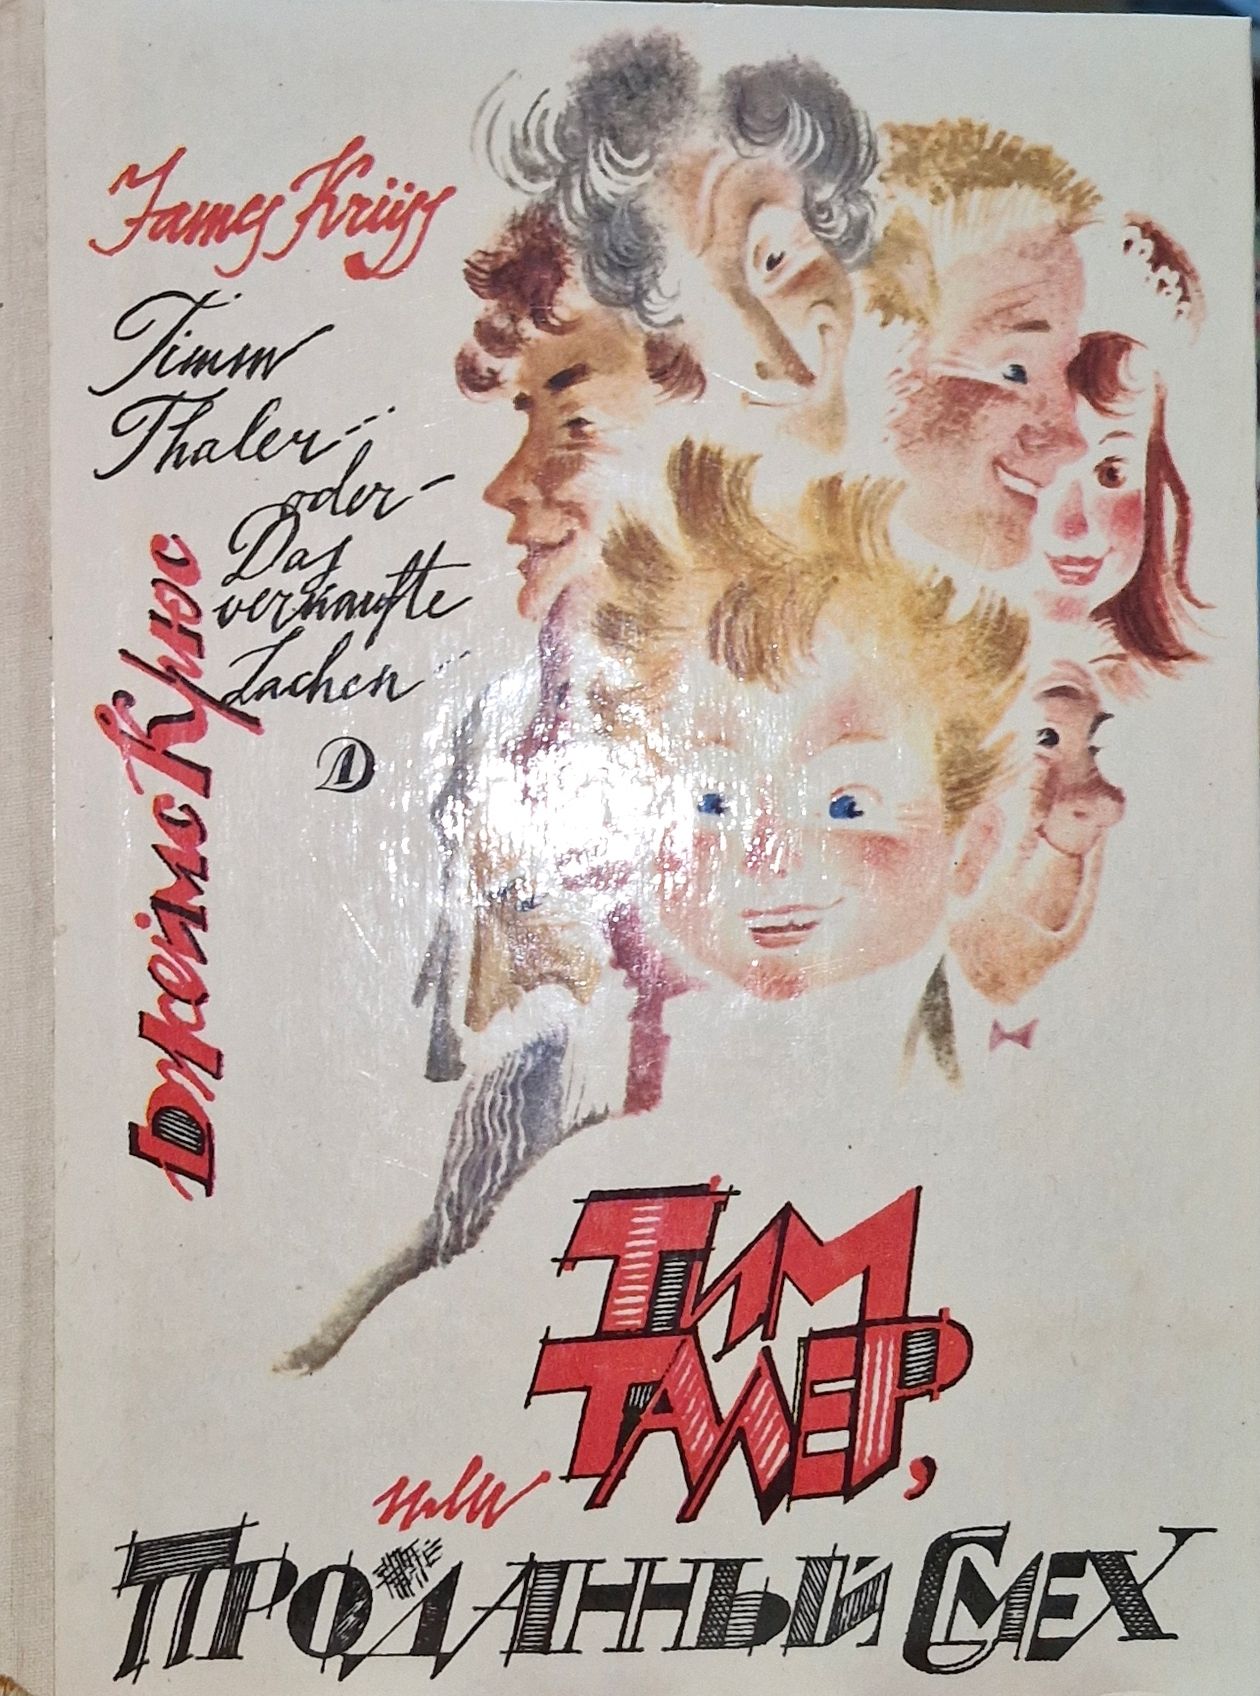 James Krüss
Timm
Thaler
oder
Das
verkaufte
Lachen
Д
Джеймс Крюс
Тим
Талер,
или
Проданный Смех